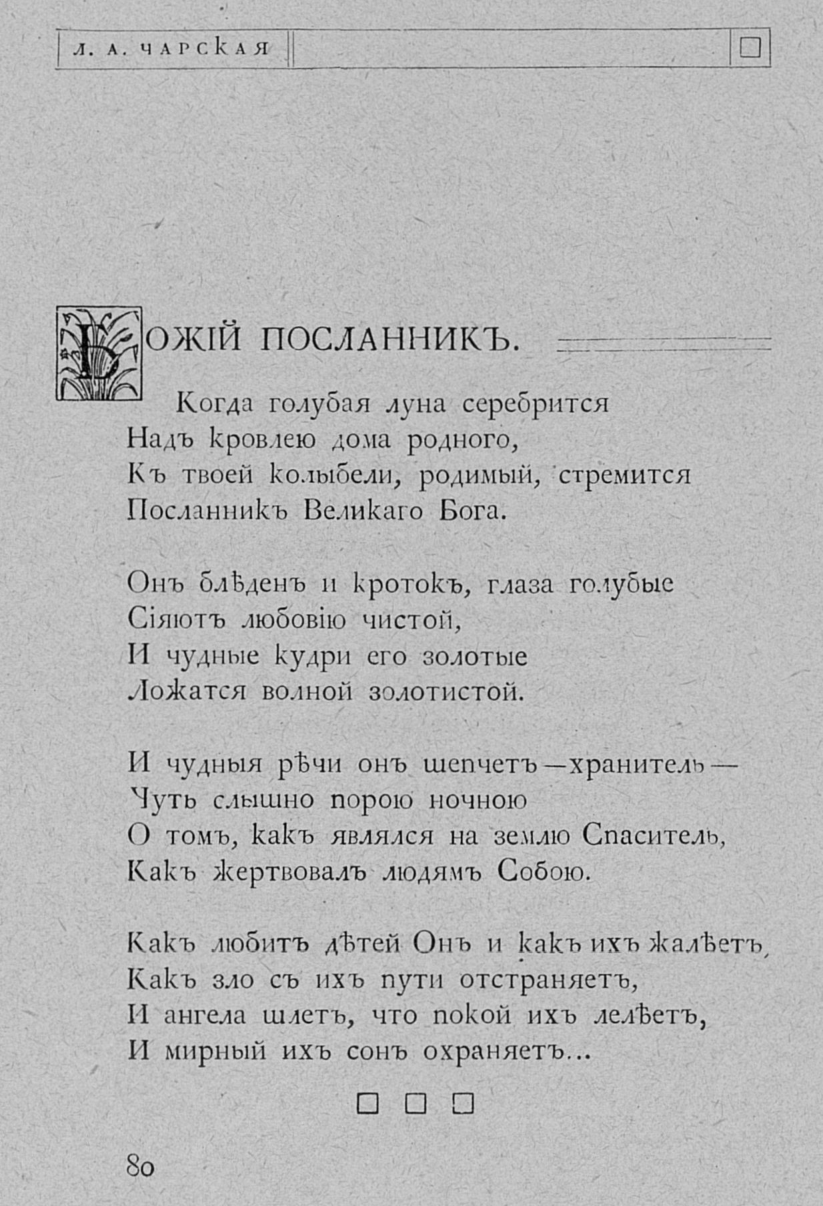 Л. А. ЧАРСКАЯ
БОЖІЙ ПОСЛАННИКЪ.
Когда голубая луна серебрится
Надъ кровлею дома родного,
Къ твоей колыбели, родимый, стремится
Посланникъ Великаго Бога.
Онъ блѣденъ и кротокъ, глаза голубые
Сіяютъ любовію чистой,
И чудные кудри его золотые
Ложатся волной золотистой.
И чудныя рѣчи онъ шепчетъ—хранитель—
Чуть слышно порою ночною
О томъ, какъ являлся на землю Спаситель,
Какъ жертвовалъ людямъ Собою.
Какъ любитъ дѣтей Онъ и какъ ихъ жалѣетъ,
Какъ зло съ ихъ пути отстраняетъ,
И ангела шлетъ, что покой ихъ лелѣетъ,
И мирный ихъ сонъ охраняетъ...
80